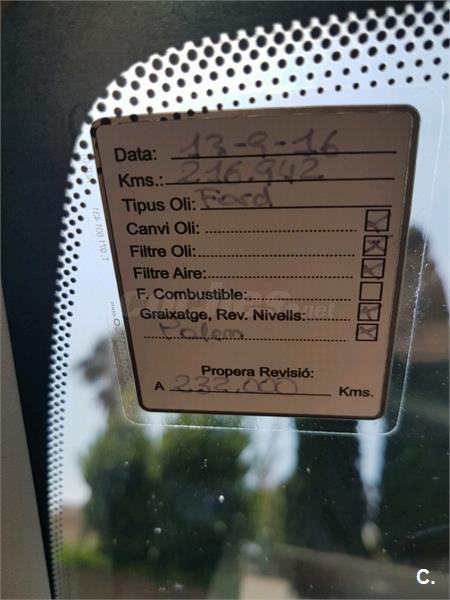 Data: 13-9-16
Kms.: 216.942
Tipus Oli: Ford
Canvi Oli:
Filtre Oli:
Filtre Aire:
F. Combustible:
Graixatge, Rev. Nivells:
Polen
Propera Revisió:
A 232.000 Kms.
C.